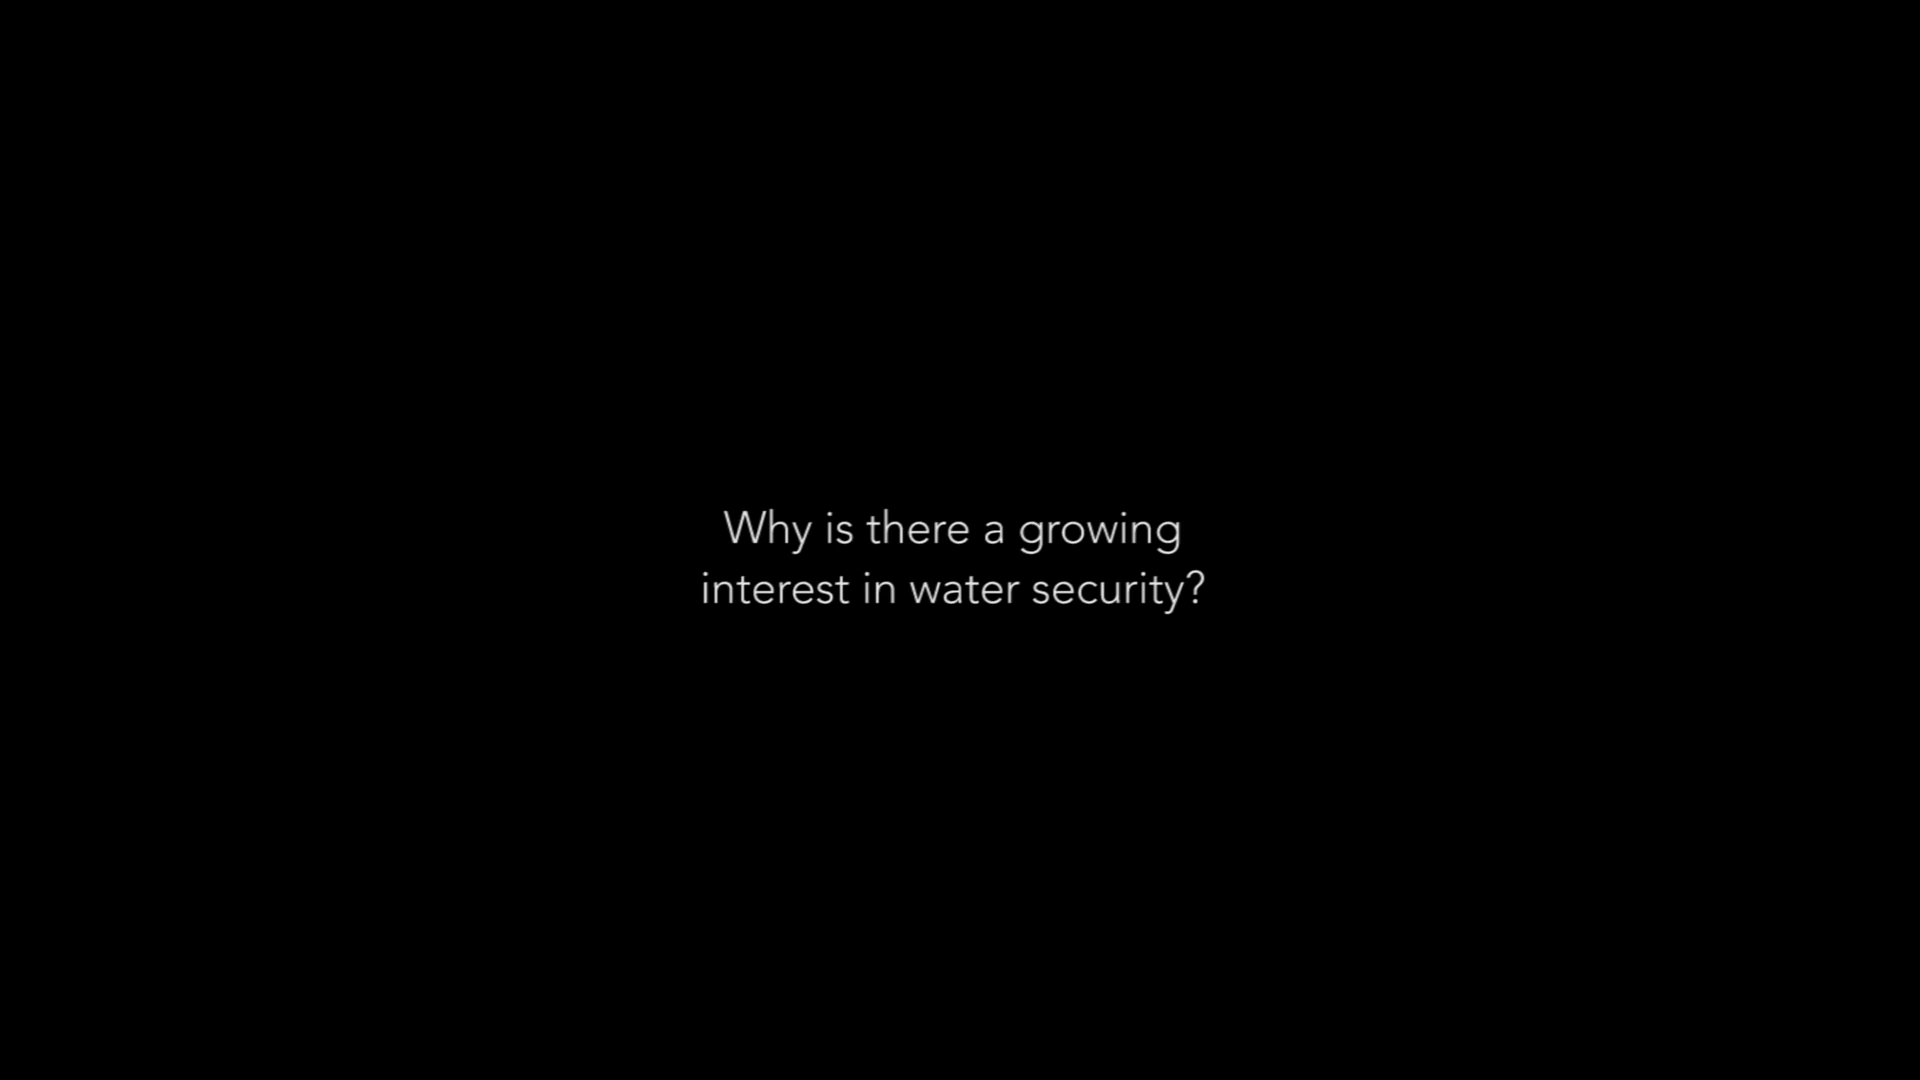 Why is there a growing
interest in water security?